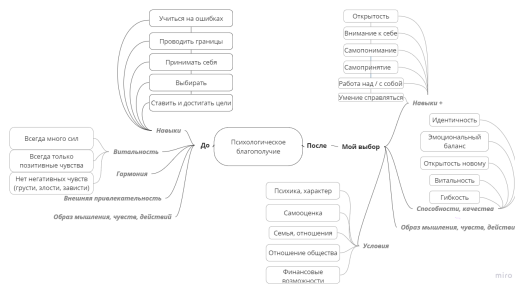 Учиться на ошибках
Проводить границы
Принимать себя
Выбирать
Ставить и достигать цели
Навыки
Всегда много сил
Всегда только
позитивные чувства
Нет негативных чувств
(грусти, злости, зависти)
Витальность
Гармония
Внешняя привлекательность
Образ мышления, чувств, действий
До
Психологическое
благополучие
После
Мой выбор
Открытость
Внимание к себе
Самопонимание
Самопринятие
Работа над / с собой
Умение справляться
Навыки +
Идентичность
Эмоциональный
баланс
Открытость новому
Витальность
Гибкость
Способности, качества
Образ мышления, чувств, действи
Психика, характер
Самооценка
Семья, отношения
Отношение общества
Финансовые
возможности
Условия
miro